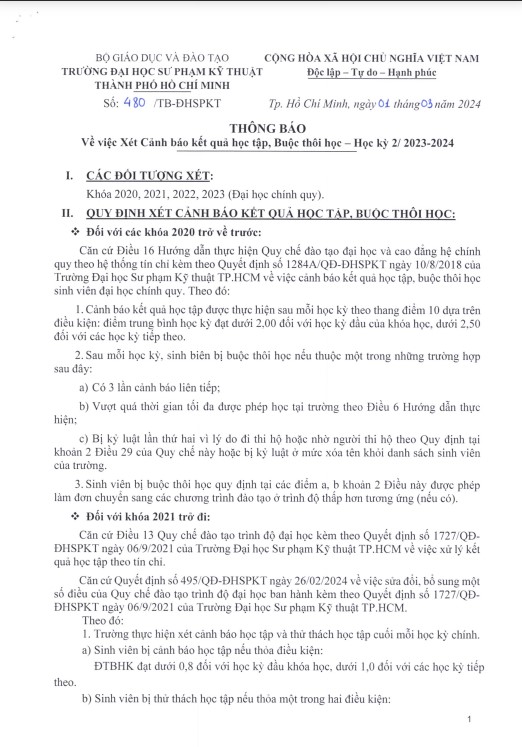 BỘ GIÁO DỤC VÀ ĐÀO TẠO
TRƯỜNG ĐẠI HỌC SƯ PHẠM KỸ THUẬT
THÀNH PHỐ HỒ CHÍ MINH
Số: 480 /TB-ĐHSPKT
CỘNG HÒA XÃ HỘI CHỦ NGHĨA VIỆT NAM
Độc lập – Tự do – Hạnh phúc
Tp. Hồ Chí Minh, ngày 01 tháng 03 năm 2024
THÔNG BÁO
Về việc Xét Cảnh báo kết quả học tập, Buộc thôi học – Học kỳ 2/ 2023-2024
I. CÁC ĐỐI TƯỢNG XÉT:
Khóa 2020, 2021, 2022, 2023 (Đại học chính quy).
II. QUY ĐỊNH XÉT CẢNH BÁO KẾT QUẢ HỌC TẬP, BUỘC THÔI HỌC:
❖ Đối với các khóa 2020 trở về trước:
Căn cứ Điều 16 Hướng dẫn thực hiện Quy chế đào tạo đại học và cao đẳng hệ chính
quy theo hệ thống tín chỉ kèm theo Quyết định số 1284A/QĐ-ĐHSPKT ngày 10/8/2018 của
Trường Đại học Sư phạm Kỹ thuật TP.HCM về việc cảnh báo kết quả học tập, buộc thôi học
sinh viên đại học chính quy. Theo đó:
1. Cảnh báo kết quả học tập được thực hiện sau mỗi học kỳ theo thang điểm 10 dựa trên
điều kiện: điểm trung bình học kỳ đạt dưới 2,00 đối với học kỳ đầu của khóa học, dưới 2,50
đối với các học kỳ tiếp theo.
2. Sau mỗi học kỳ, sinh biên bị buộc thôi học nếu thuộc một trong những trường hợp
sau đây:
a) Có 3 lần cảnh báo liên tiếp;
b) Vượt quá thời gian tối đa được phép học tại trường theo Điều 6 Hướng dẫn thực
hiện;
c) Bị kỷ luật lần thứ hai vì lý do đi thi hộ hoặc nhờ người thi hộ theo Quy định tại
khoản 2 Điều 29 của Quy chế này hoặc bị kỷ luật ở mức xóa tên khỏi danh sách sinh viên
của trường.
3. Sinh viên bị buộc thôi học quy định tại các điểm a, b khoản 2 Điều này được phép
làm đơn chuyển sang các chương trình đào tạo ở trình độ thấp hơn tương ứng (nếu có).
❖ Đối với khóa 2021 trở đi:
Căn cứ Điều 13 Quy chế đào tạo trình độ đại học kèm theo Quyết định số 1727/QĐ-
ĐHSPKT ngày 06/9/2021 của Trường Đại học Sư phạm Kỹ thuật TP.HCM về việc xử lý kết
quả học tập theo tín chỉ.
Căn cứ Quyết định số 495/QĐ-ĐHSPKT ngày 26/02/2024 về việc sửa đổi, bổ sung một
số điều của Quy chế đào tạo trình độ đại học ban hành kèm theo Quyết định số 1727/QĐ-
ĐHSPKT ngày 06/9/2021 của Trường Đại học Sư phạm Kỹ thuật TP.HCM.
Theo đó:
1. Trường thực hiện xét cảnh báo học tập và thử thách học tập cuối mỗi học kỳ chính.
a) Sinh viên bị cảnh báo học tập nếu thỏa điều kiện:
ĐTBHK đạt dưới 0,8 đối với học kỳ đầu khóa học, dưới 1,0 đối với các học kỳ tiếp
theo.
b) Sinh viên bị thử thách học tập nếu thỏa một trong hai điều kiện:
1